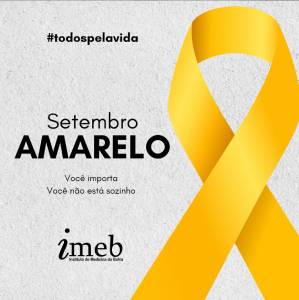 #todospelavida
Setembro
AMARELO
Você importa
Você não está sozinho
imeb
Instituto de Medicina da Bahia